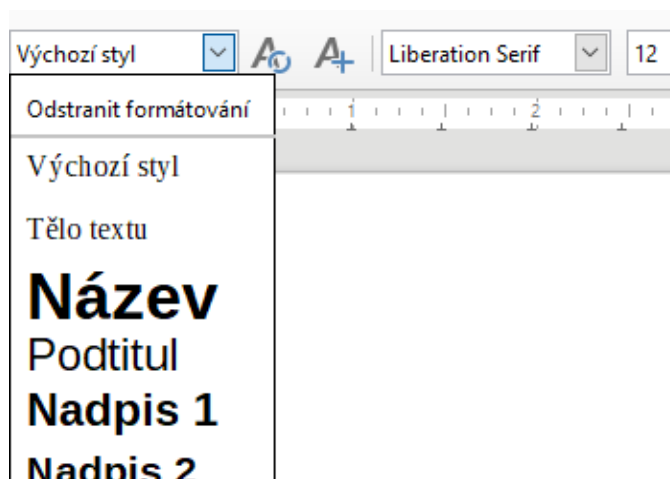 Výchozí styl
Liberation Serif
12
Odstranit formátování
1
2
Výchozí styl
Tělo textu
Název
Podtitul
Nadpis 1
Nadpis 2